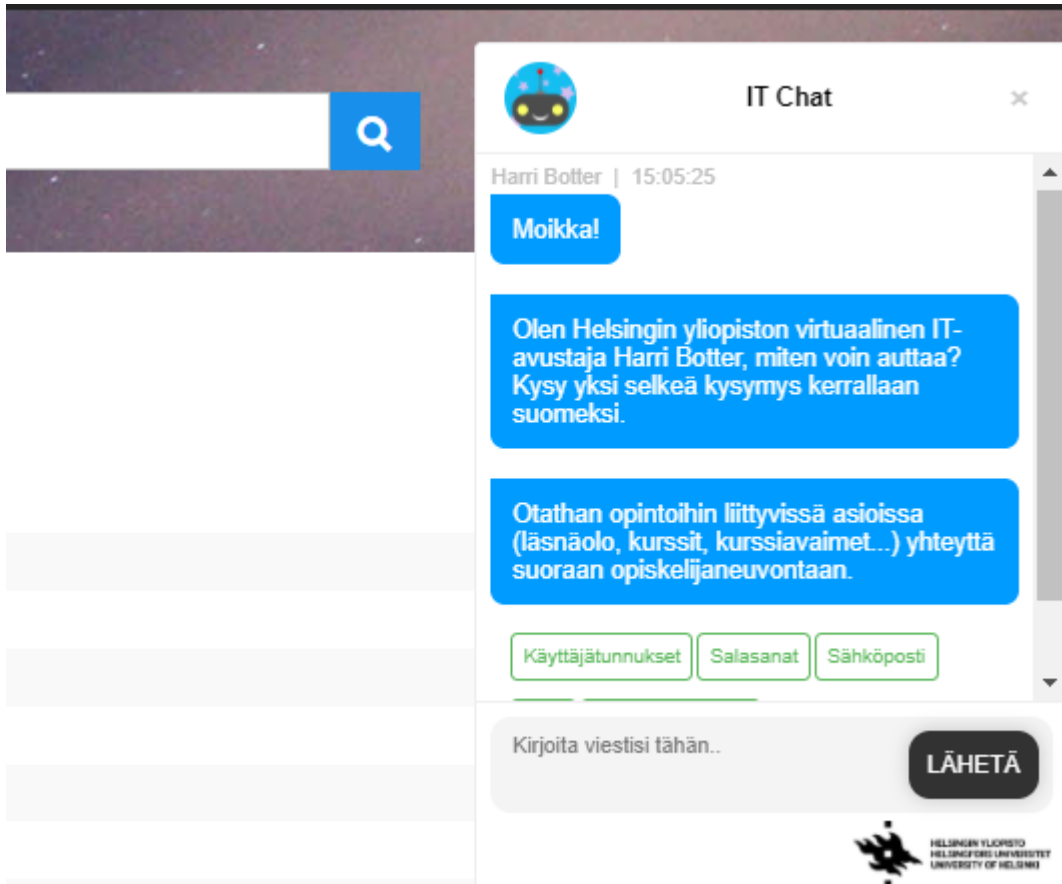 IT Chat
×
Harri Botter | 15:05:25
Moikka!
Olen Helsingin yliopiston virtuaalinen IT-
avustaja Harri Botter, miten voin auttaa?
Kysy yksi selkeä kysymys kerrallaan
suomeksi.
Otathan opintoihin liittyvissä asioissa
(läsnäolo, kurssit, kurssiavaimet...) yhteyttä
suoraan opiskelijaneuvontaan.
Käyttäjätunnukset Salasanat Sähköposti
Kirjoita viestisi tähän..
LÄHETÄ
HELSINGIN YLIOPISTO
HELSINGFORS UNIVERSITET
UNIVERSITY OF HELSINKI